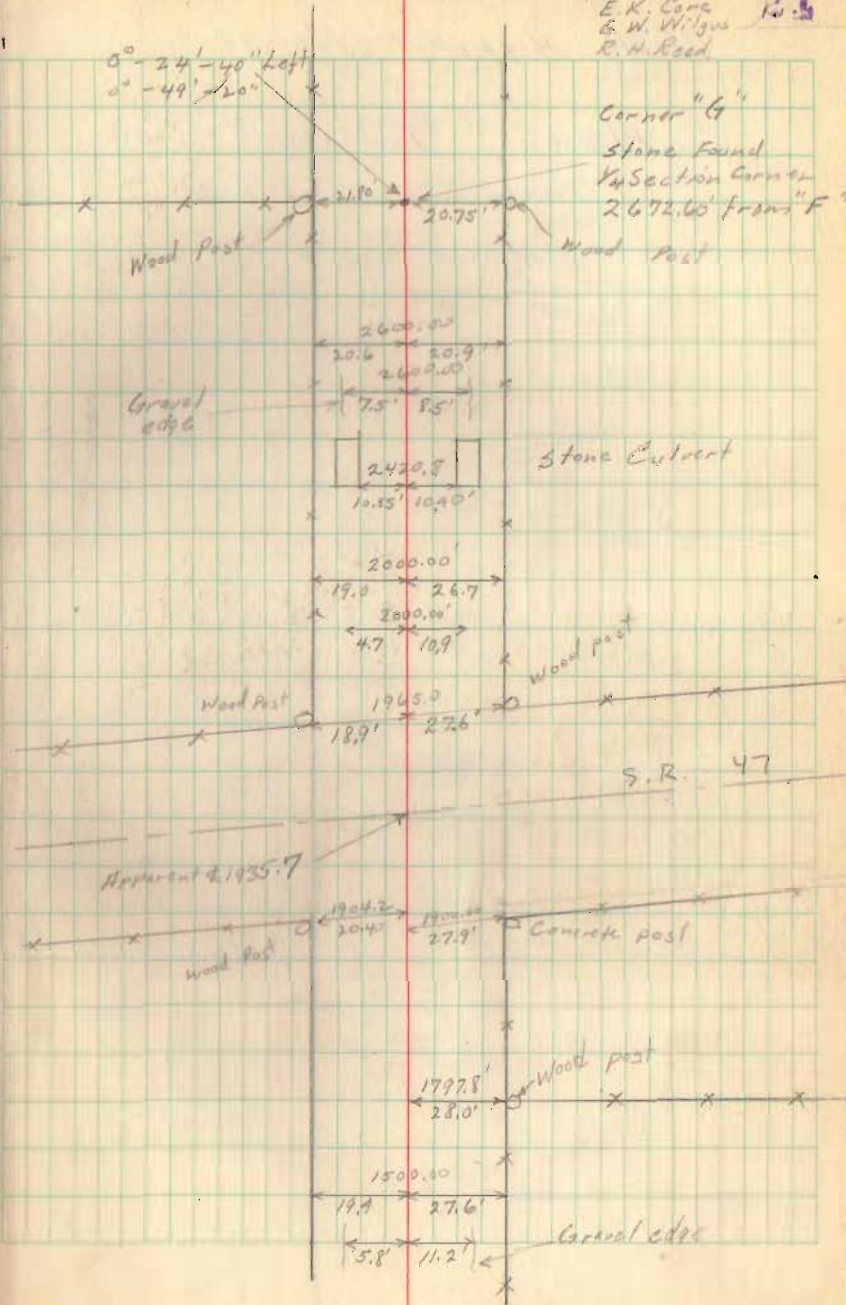 E. K. Core
G. W. Wilgus
R. H. Reed
0° - 24' - 40" Left
0° - 49' - 20"
Corner "G"
Stone Found
1/4 Section Corner
2672.60' from "F"
21.80'
20.75'
Wood Post
Wood Post
2600.00
20.6 20.9'
2600.00
7.5' 8.5'
Gravel
edge
2420.8
10.85' 10.40'
Stone Culvert
2000.00'
19.0 26.7
2000.00'
4.7 10.9
Wood post
Wood Post
1965.0
18.9' 27.6'
S.R. 47
Apparent ℄ 1935.7
1904.2
20.40
1900.00
27.9'
Concrete post
Wood Post
Wood post
1797.8'
28.0'
1500.00
19.4 27.6'
Gravel edge
5.8' 11.2'